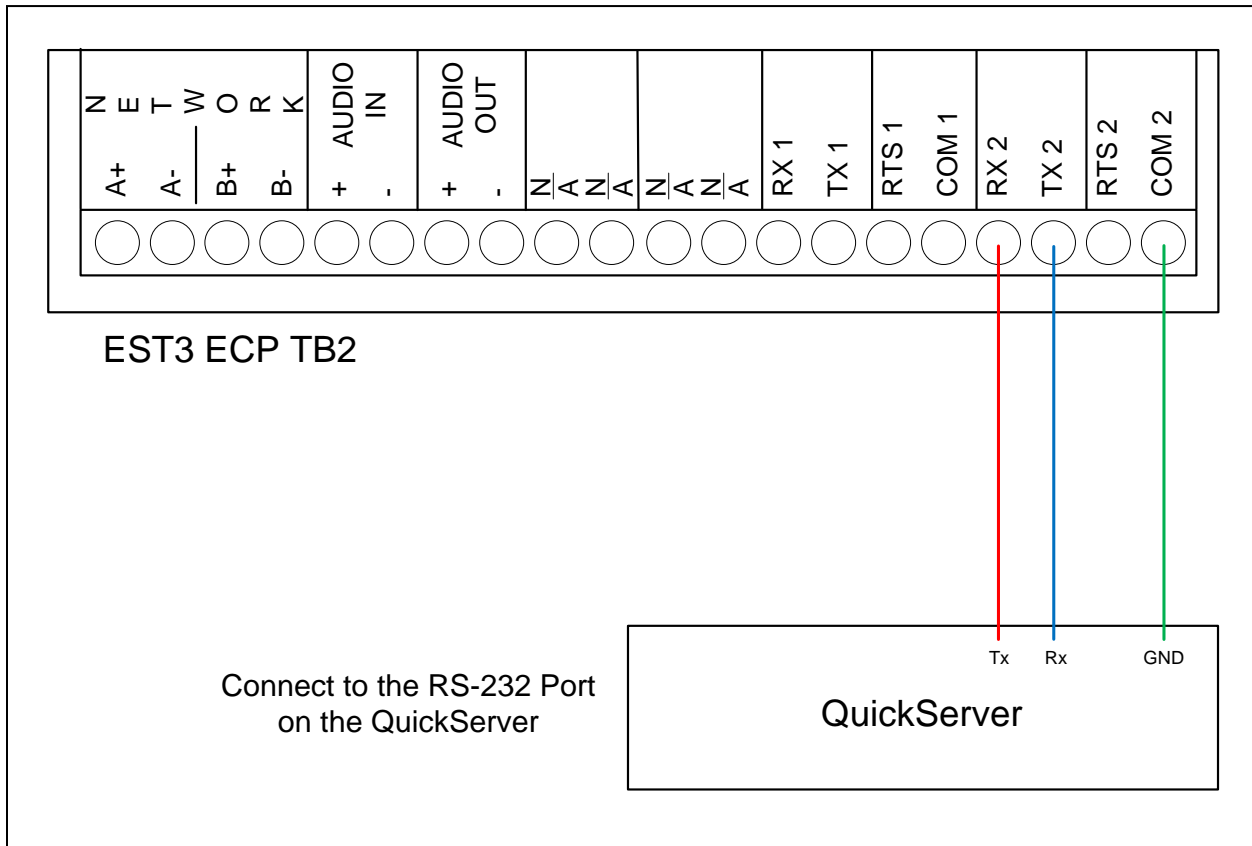 NETWORK
A+ A- B+ B-
AUDIO IN
+ -
AUDIO OUT
+ -
N/A N/A N/A N/A
RX 1
TX 1
RTS 1
COM 1
RX 2
TX 2
RTS 2
COM 2
EST3 ECP TB2
Tx Rx GND
Connect to the RS-232 Port
on the QuickServer
QuickServer